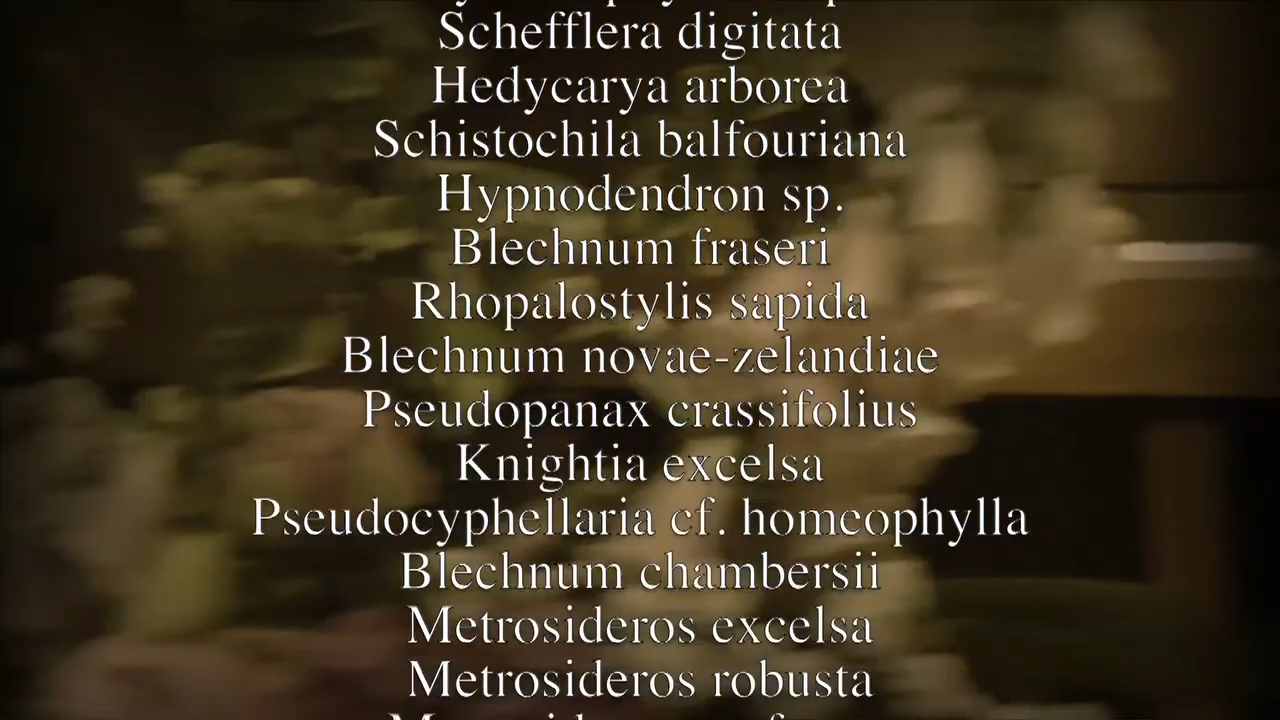 Schefflera digitata
Hedycarya arborea
Schistochila balfouriana
Hypnodendron sp.
Blechnum fraseri
Rhopalostylis sapida
Blechnum novae-zelandiae
Pseudopanax crassifolius
Knightia excelsa
Pseudocyphellaria cf. homeophylla
Blechnum chambersii
Metrosideros excelsa
Metrosideros robusta